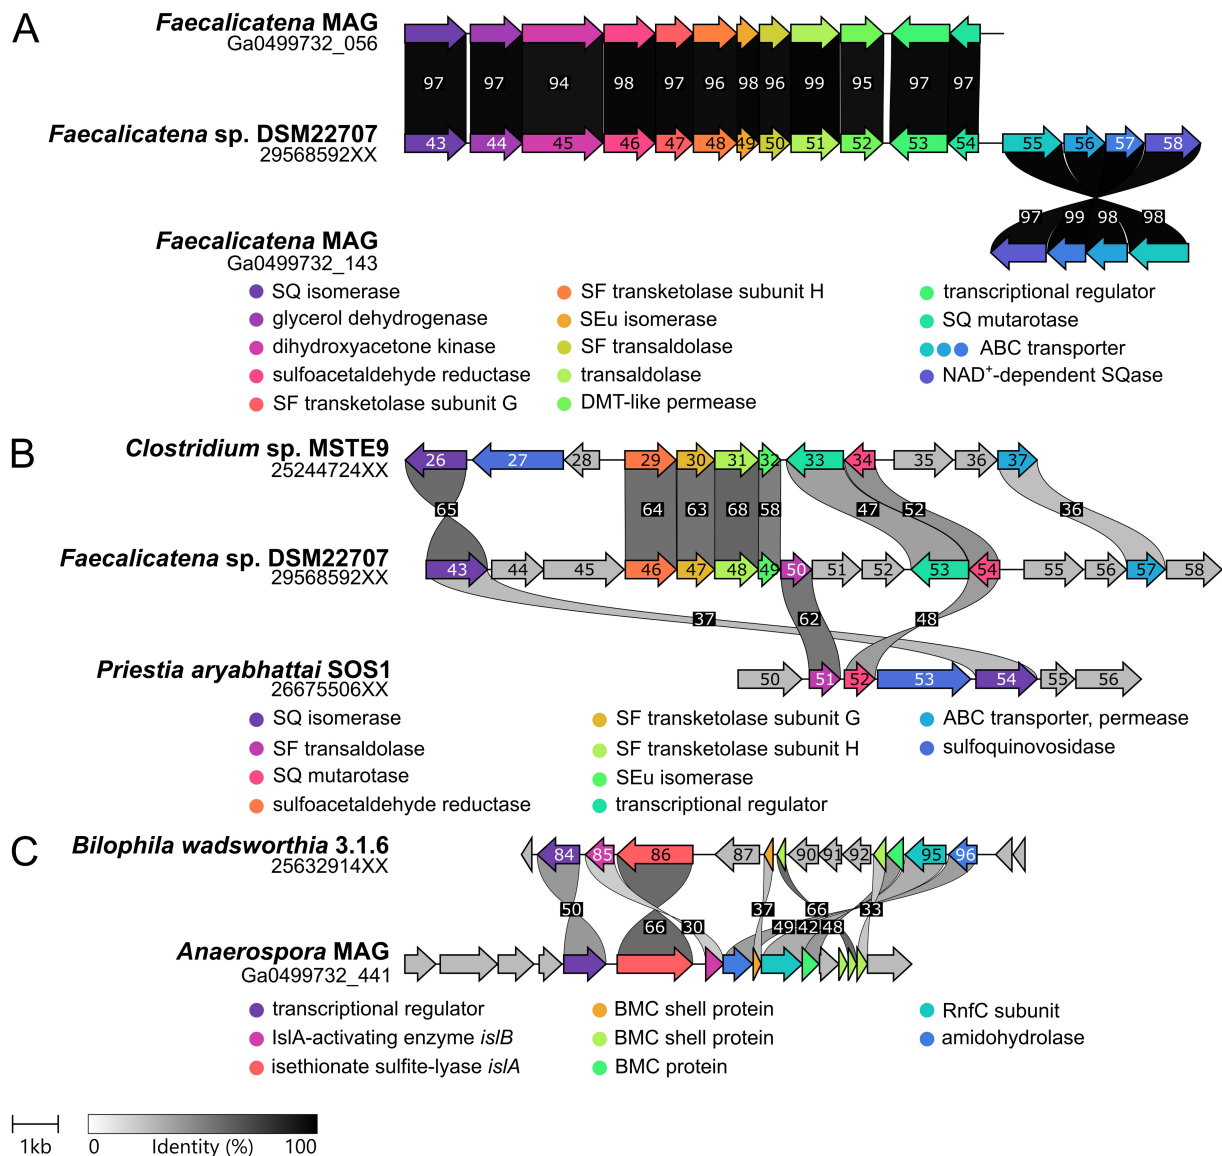 A
Faecalicatena MAG
Ga0499732_056
97 97 94 98 97 96 98 96 99 95 97 97
Faecalicatena sp. DSM22707
29568592XX
43 44 45 46 47 48 49 50 51 52 53 54 55 56 57 58
97 99 98 98
Faecalicatena MAG
Ga0499732_143
SQ isomerase
glycerol dehydrogenase
dihydroxyacetone kinase
sulfoacetaldehyde reductase
SF transketolase subunit G
SF transketolase subunit H
SEu isomerase
SF transaldolase
transaldolase
DMT-like permease
transcriptional regulator
SQ mutarotase
ABC transporter
NAD+-dependent SQase
B
Clostridium sp. MSTE9
25244724XX
26 27 28 29 30 31 32 33 34 35 36 37
65 64 63 68 58 47 52 36
Faecalicatena sp. DSM22707
29568592XX
43 44 45 46 47 48 49 50 51 52 53 54 55 56 57 58
37 62 48
Priestia aryabhattai SOS1
26675506XX
50 51 52 53 54 55 56
SQ isomerase
SF transaldolase
SQ mutarotase
sulfoacetaldehyde reductase
SF transketolase subunit G
SF transketolase subunit H
SEu isomerase
transcriptional regulator
ABC transporter, permease
sulfoquinovosidase
C
Bilophila wadsworthia 3.1.6
25632914XX
84 85 86 87 90 91 92 95 96
50 37 66 33
66 30 49 42 48
Anaerospora MAG
Ga0499732_441
transcriptional regulator
IslA-activating enzyme islB
isethionate sulfite-lyase islA
BMC shell protein
BMC shell protein
BMC protein
RnfC subunit
amidohydrolase
1kb
0 Identity (%) 100